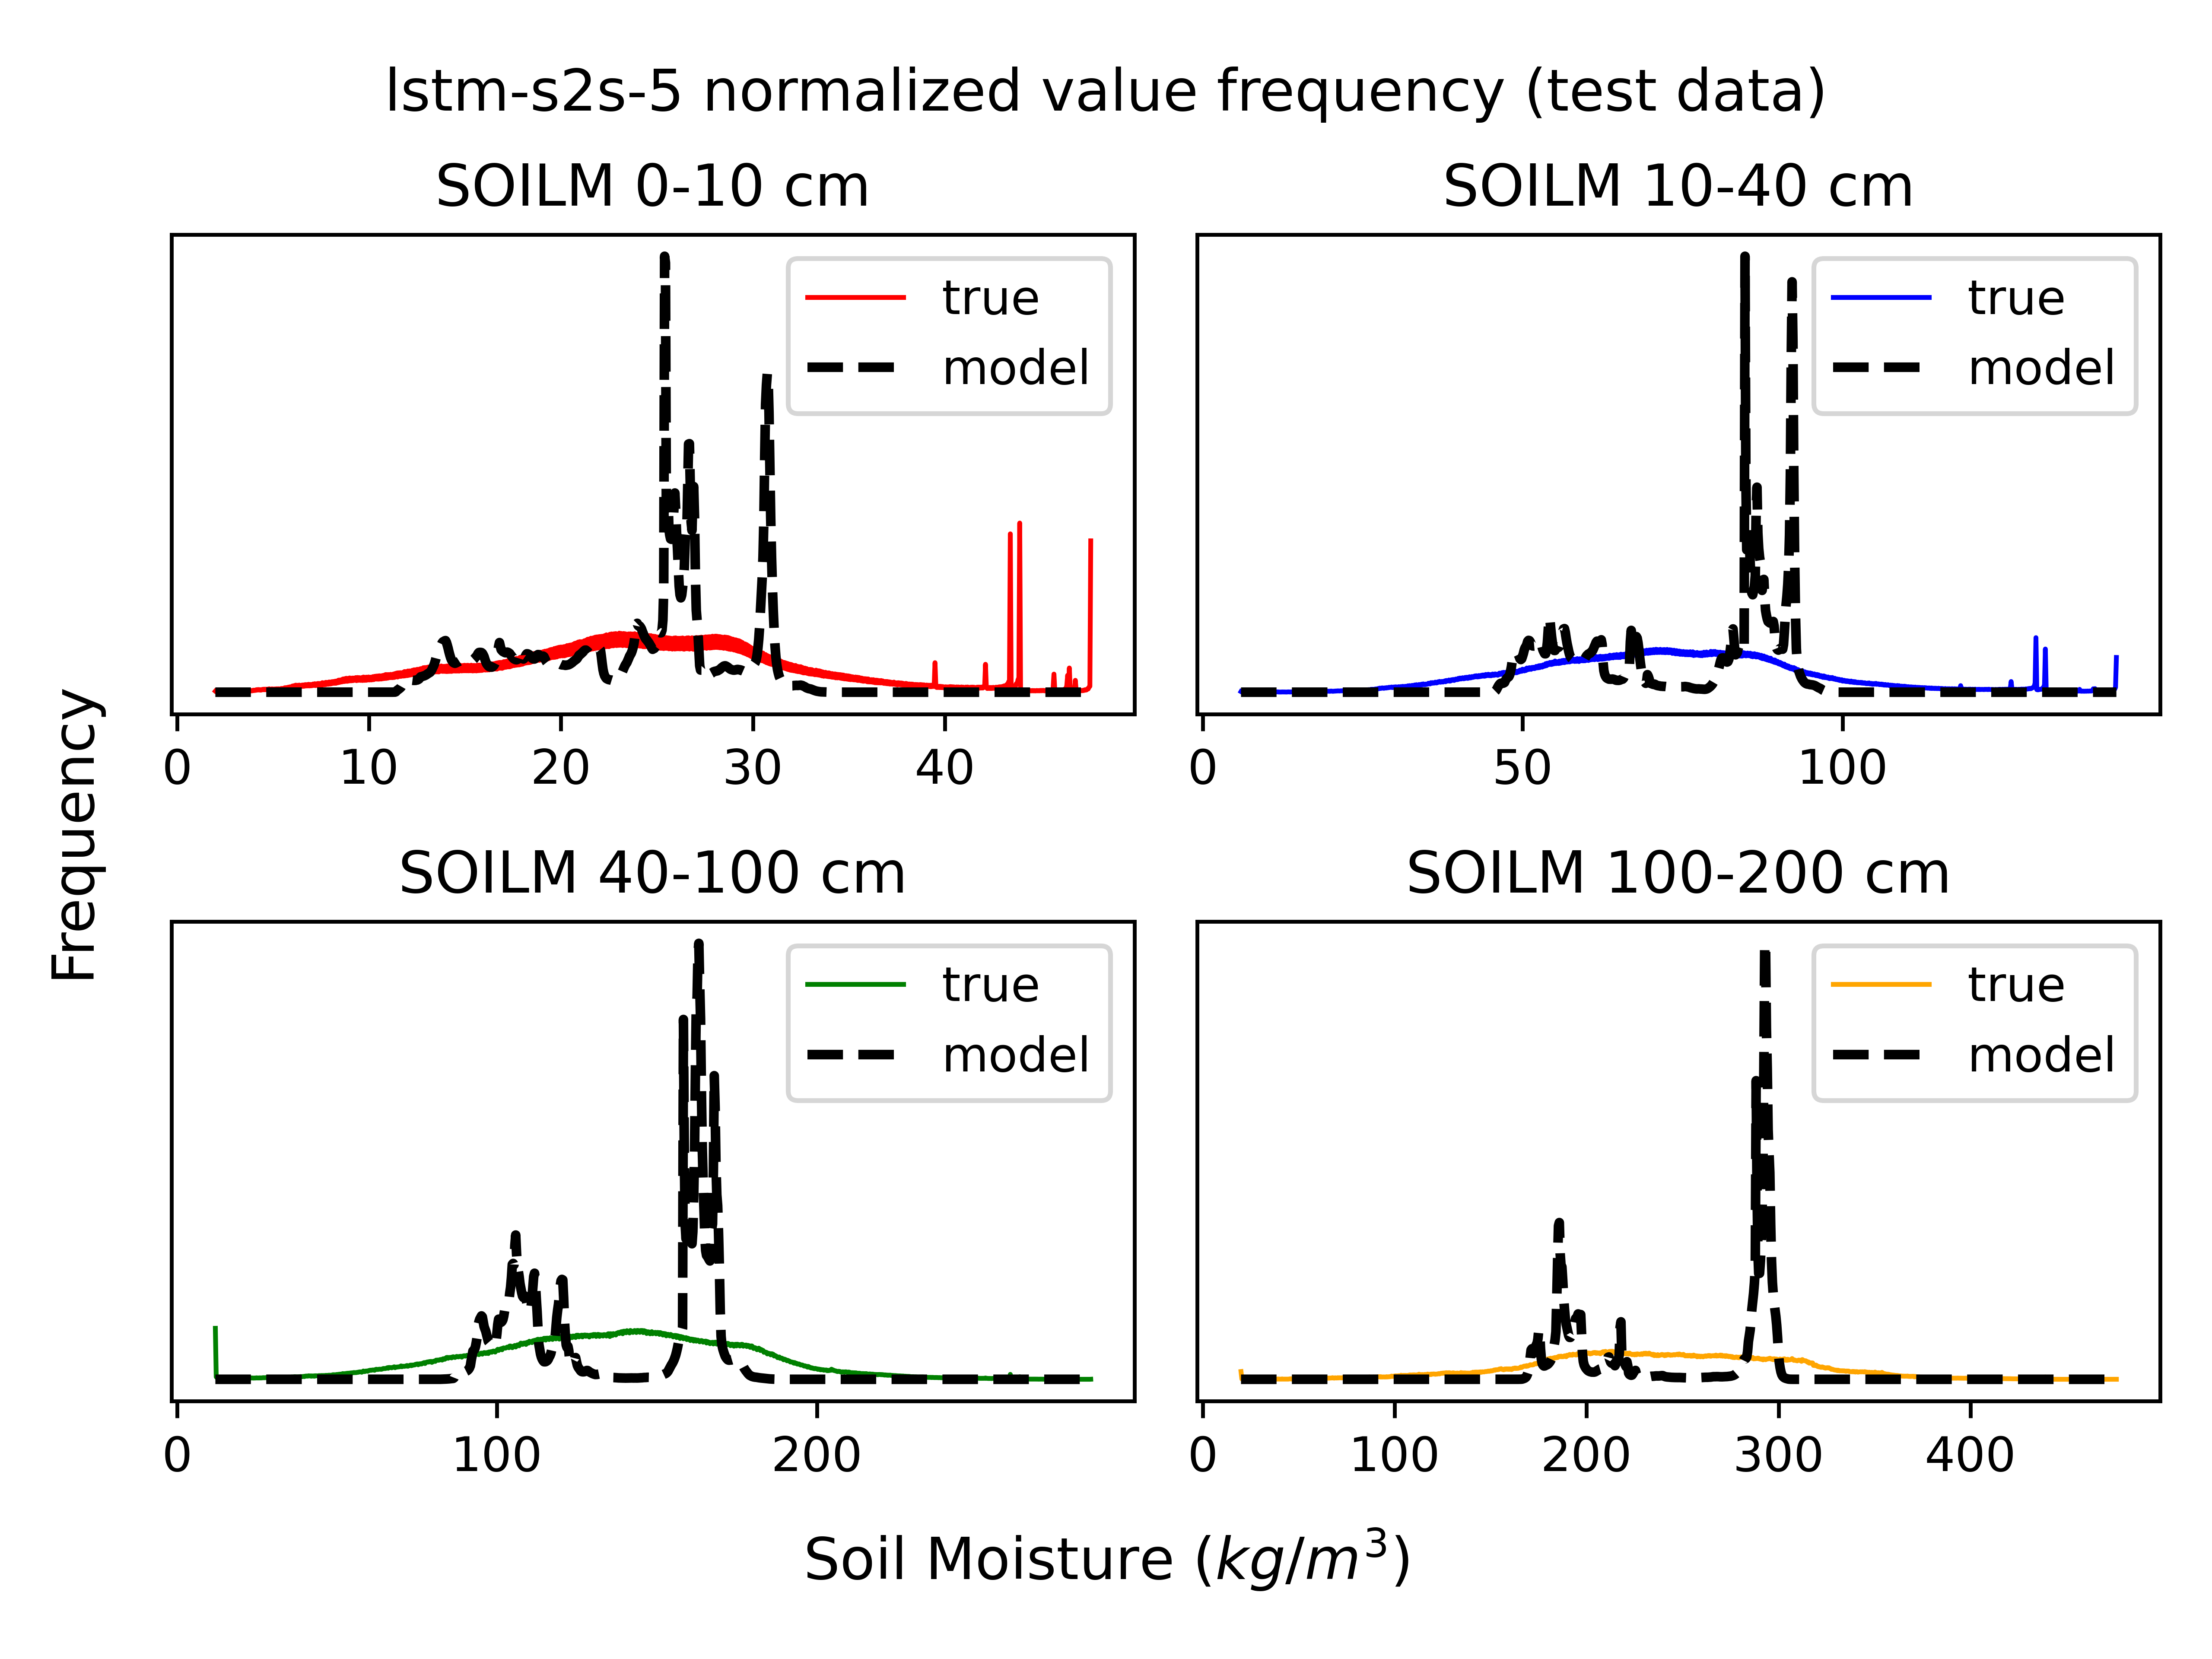 lstm-s2s-5 normalized value frequency (test data)
SOILM 0-10 cm
true
model
0 10 20 30 40
SOILM 10-40 cm
true
model
0 50 100
Frequency
SOILM 40-100 cm
true
model
0 100 200
SOILM 100-200 cm
true
model
0 100 200 300 400
Soil Moisture (kg/m³)